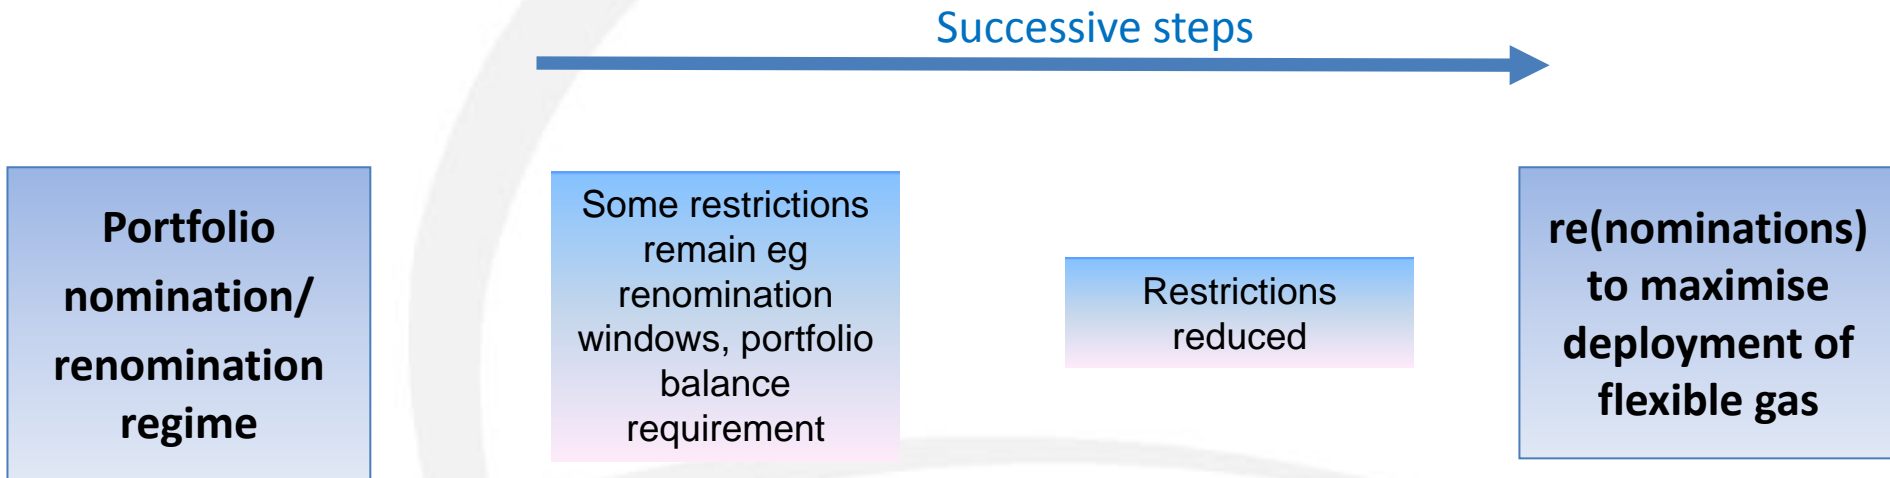 Successive steps
Portfolio
nomination/
renomination
regime
Some restrictions
remain eg
renomination
windows, portfolio
balance
requirement
Restrictions
reduced
re(nominations)
to maximise
deployment of
flexible gas